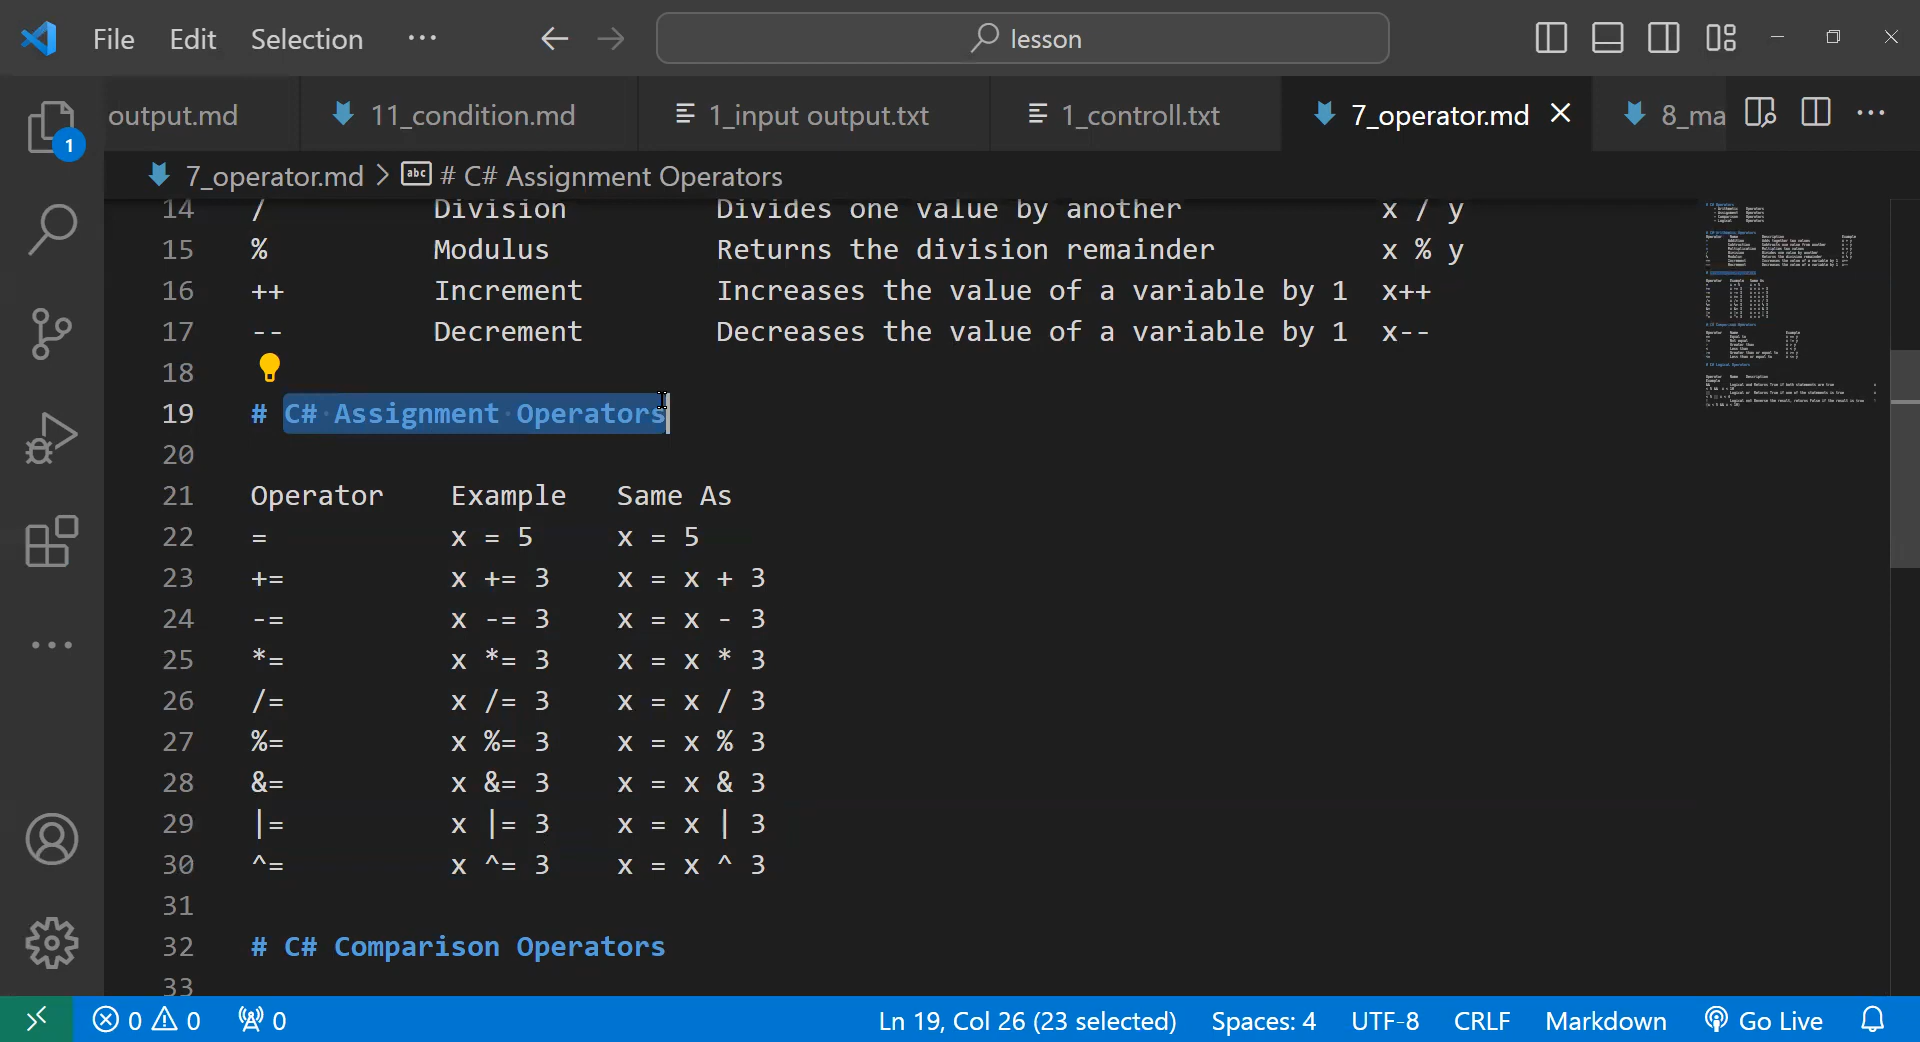 File Edit Selection ··· lesson
output.md 11_condition.md 1_input output.txt 1_controll.txt 7_operator.md 8_ma
7_operator.md > # C# Assignment Operators
14 / Division Divides one value by another x / y
15 % Modulus Returns the division remainder x % y
16 ++ Increment Increases the value of a variable by 1 x++
17 -- Decrement Decreases the value of a variable by 1 x--
18
19 # C# Assignment Operators
20
21 Operator Example Same As
22 = x = 5 x = 5
23 += x += 3 x = x + 3
24 -= x -= 3 x = x - 3
25 *= x *= 3 x = x * 3
26 /= x /= 3 x = x / 3
27 %= x %= 3 x = x % 3
28 &= x &= 3 x = x & 3
29 |= x |= 3 x = x | 3
30 ^= x ^= 3 x = x ^ 3
31
32 # C# Comparison Operators
33
1
0 0 0 Ln 19, Col 26 (23 selected) Spaces: 4 UTF-8 CRLF Markdown Go Live